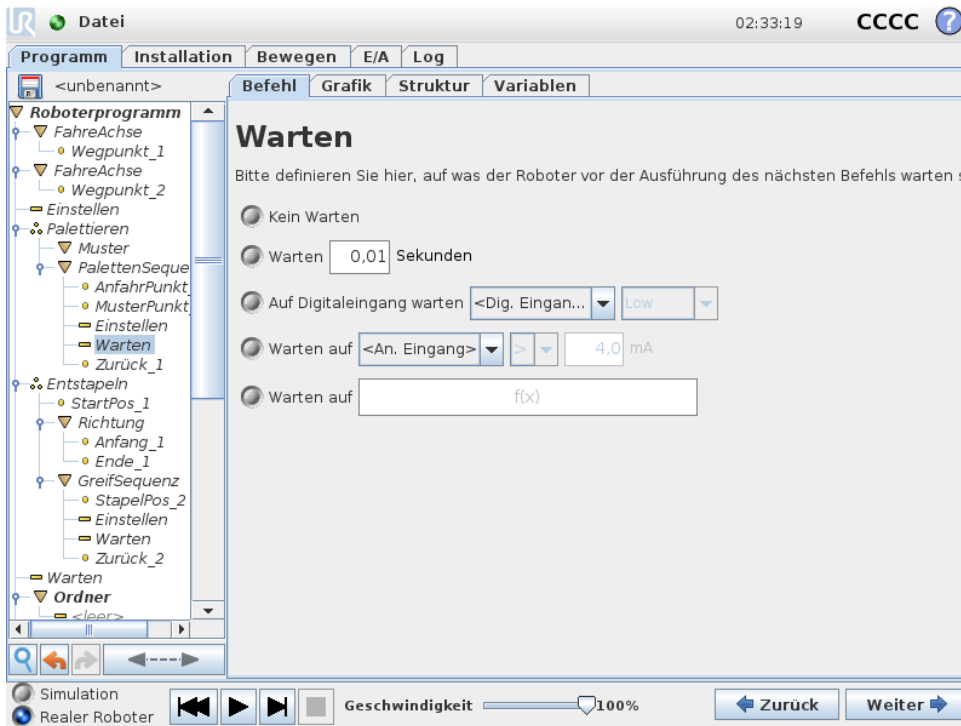 UR Datei 02:33:19 CCCC ?
Programm Installation Bewegen E/A Log
<unbenannt> Befehl Grafik Struktur Variablen
Roboterprogramm
FahreAchse
Wegpunkt_1
FahreAchse
Wegpunkt_2
Einstellen
Palettieren
Muster
PalettenSeque
AnfahrPunkt_
MusterPunkt_
Einstellen
Warten
Zurück_1
Entstapeln
StartPos_1
Richtung
Anfang_1
Ende_1
GreifSequenz
StapelPos_2
Einstellen
Warten
Zurück_2
Warten
Ordner
<leer>
Warten
Bitte definieren Sie hier, auf was der Roboter vor der Ausführung des nächsten Befehls warten s
Kein Warten
Warten 0,01 Sekunden
Auf Digitaleingang warten <Dig. Eingan... Low
Warten auf <An. Eingang> > 4,0 mA
Warten auf f(x)
Simulation
Realer Roboter
Geschwindigkeit 100%
Zurück Weiter